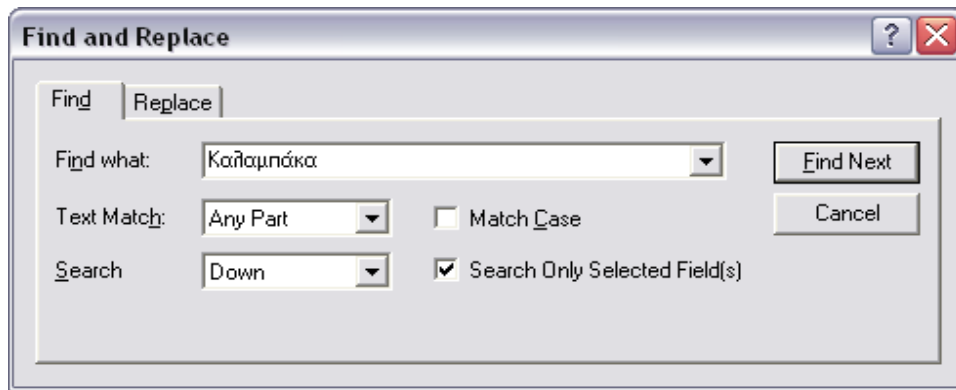 Find and Replace
Find Replace
Find what: Καλαμπάκα Find Next
Text Match: Any Part Match Case Cancel
Search Down Search Only Selected Field(s)